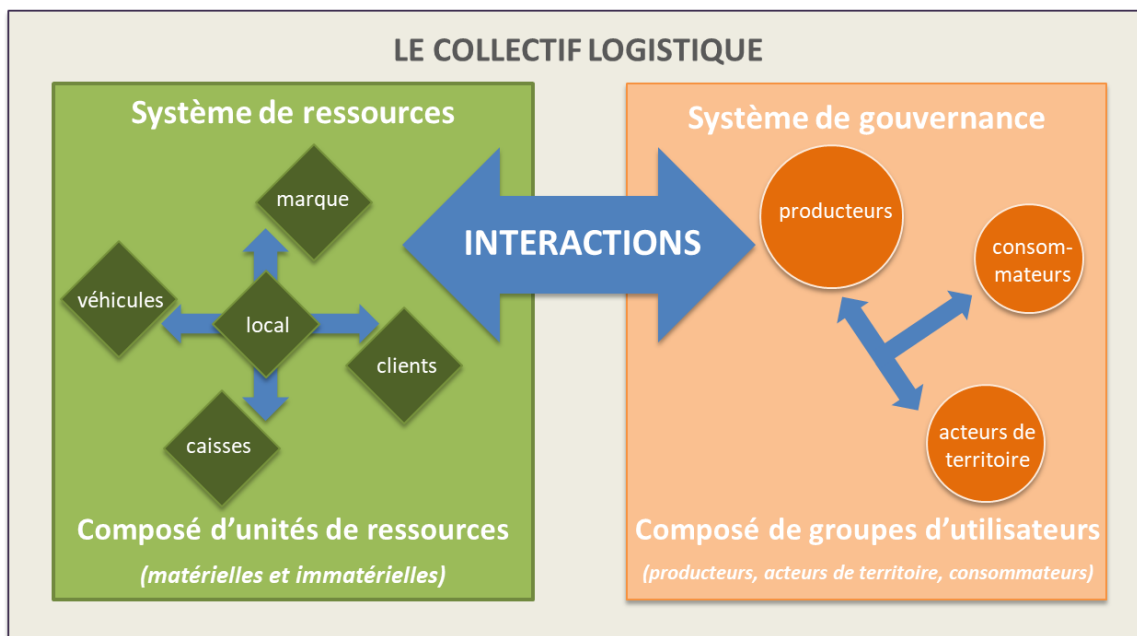 LE COLLECTIF LOGISTIQUE
Système de ressources
marque
véhicules
local
clients
caisses
Composé d’unités de ressources
(matérielles et immatérielles)
INTERACTIONS
Système de gouvernance
producteurs
consom-
mateurs
acteurs de
territoire
Composé de groupes d’utilisateurs
(producteurs, acteurs de territoire, consommateurs)